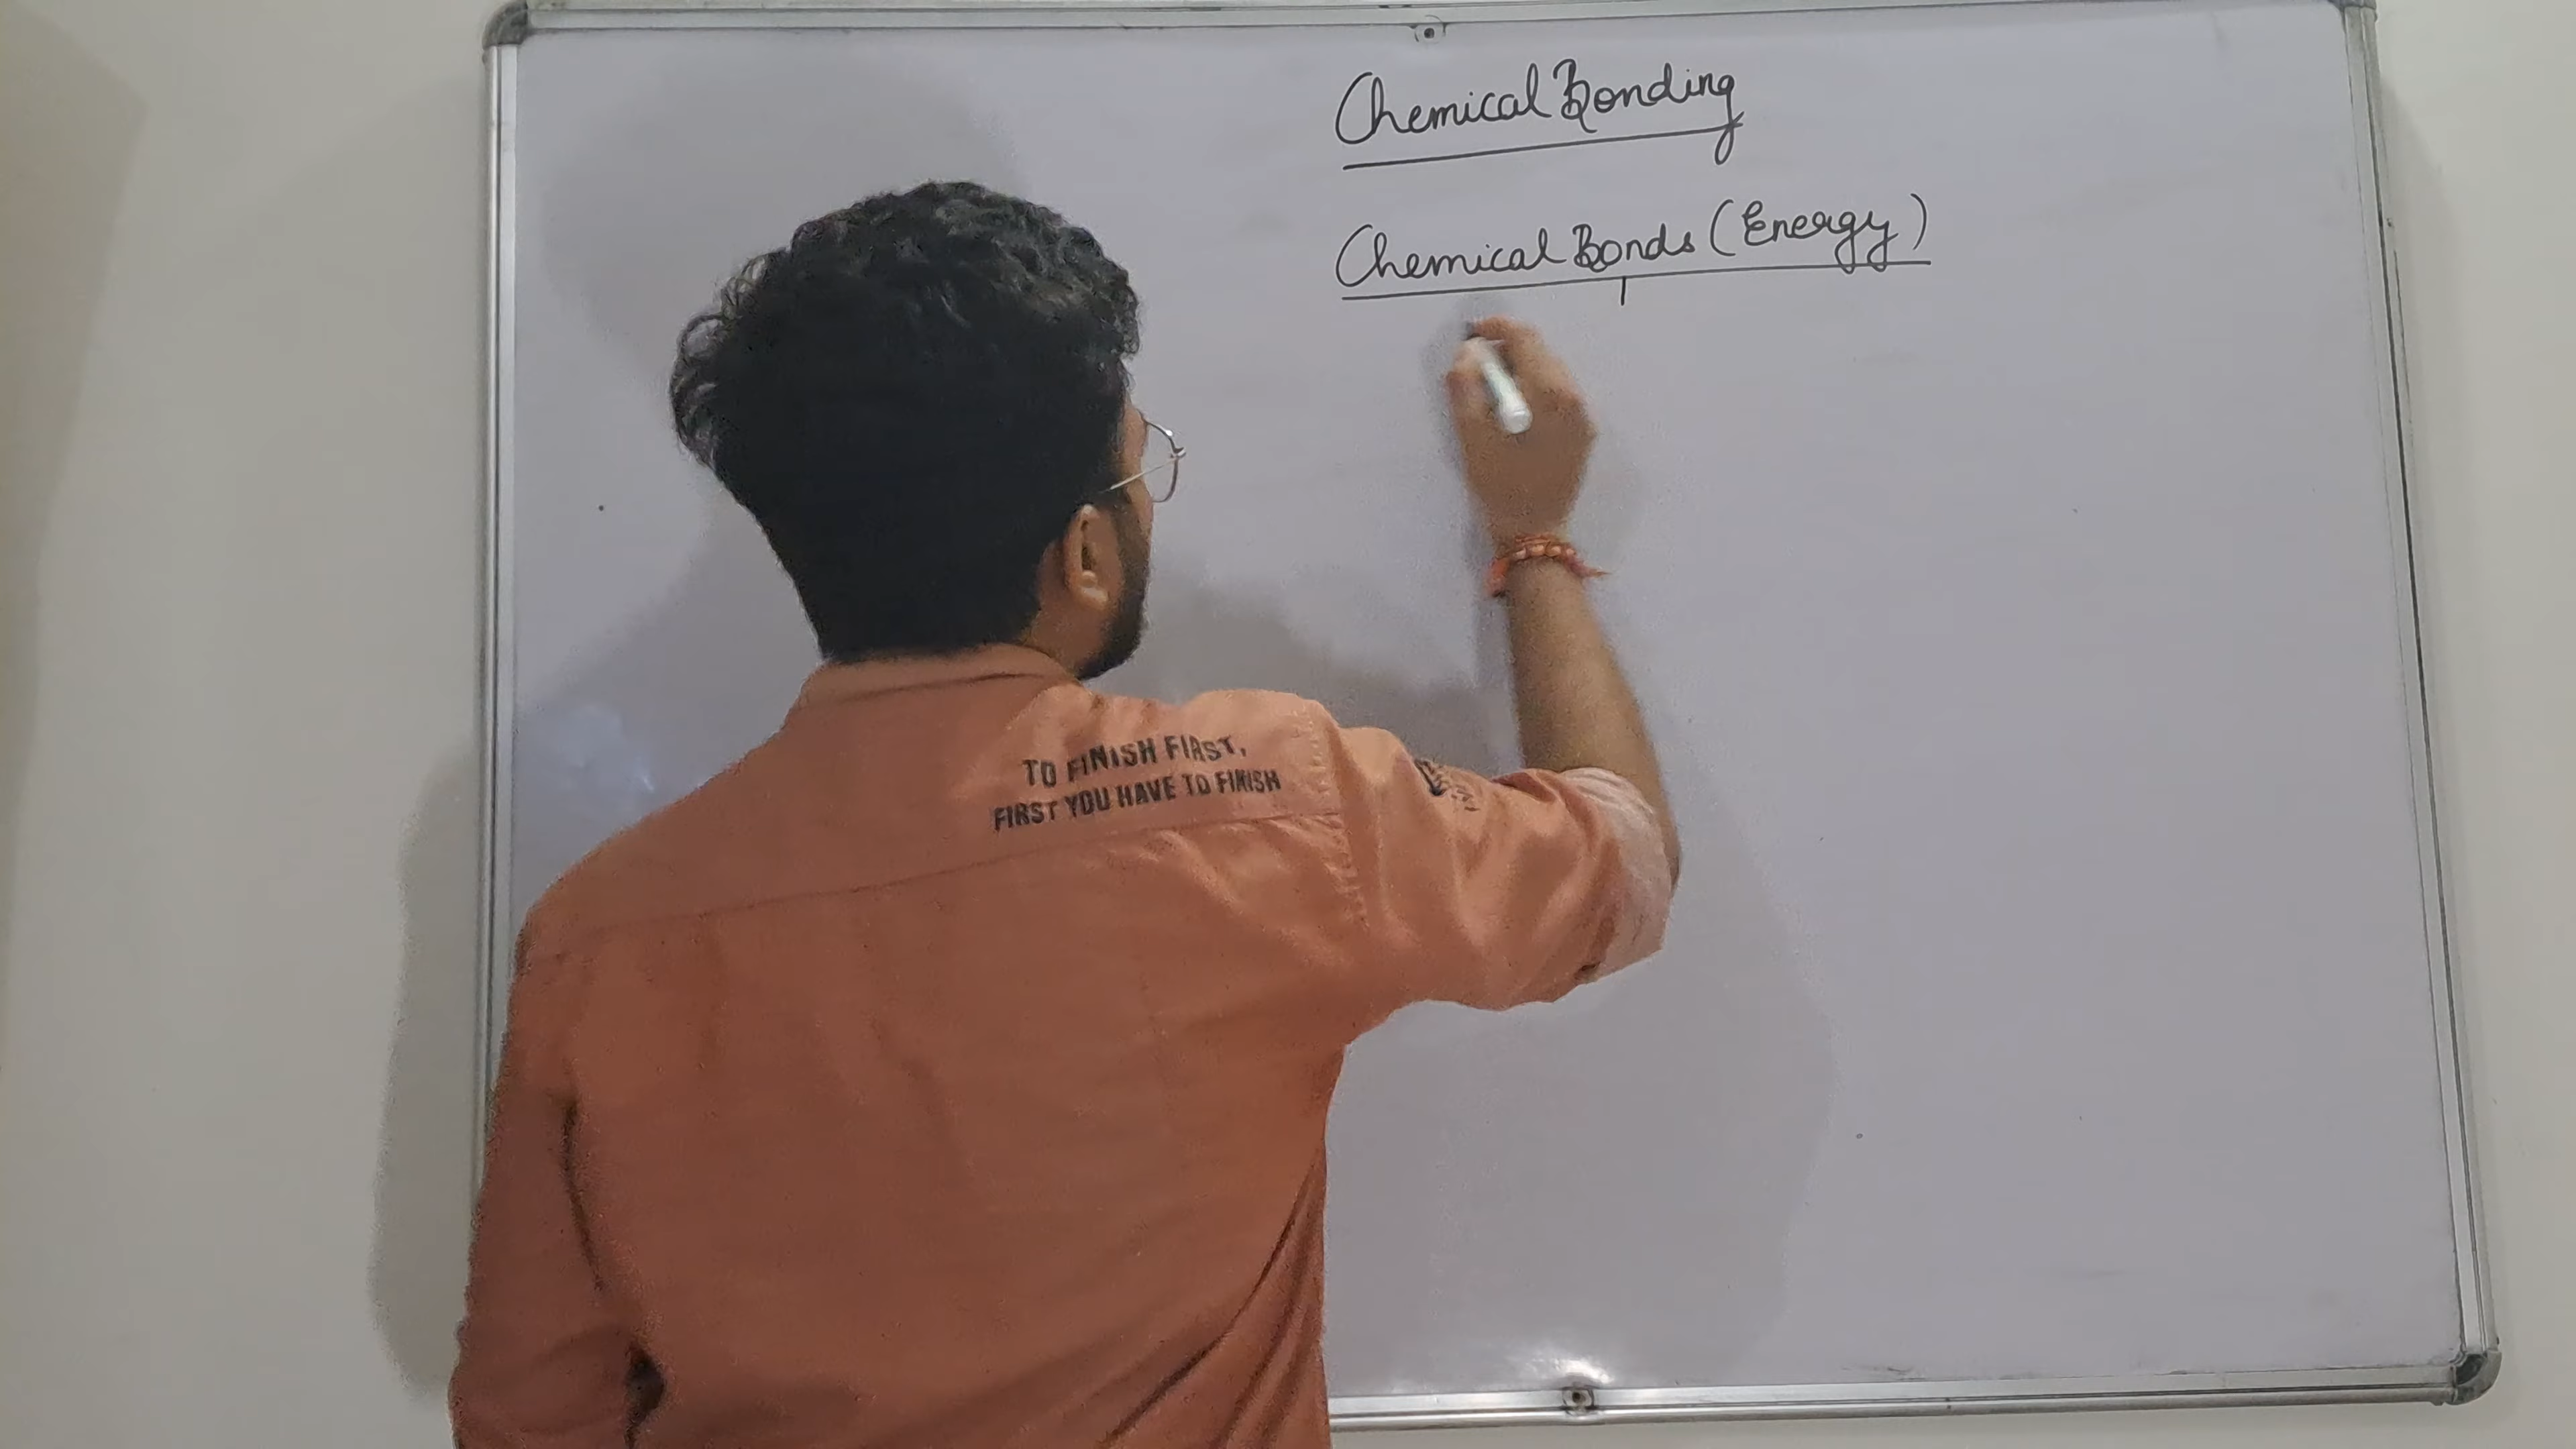 Chemical Bonding
Chemical Bonds (Energy)
TO FINISH FIRST,
FIRST YOU HAVE TO FINISH